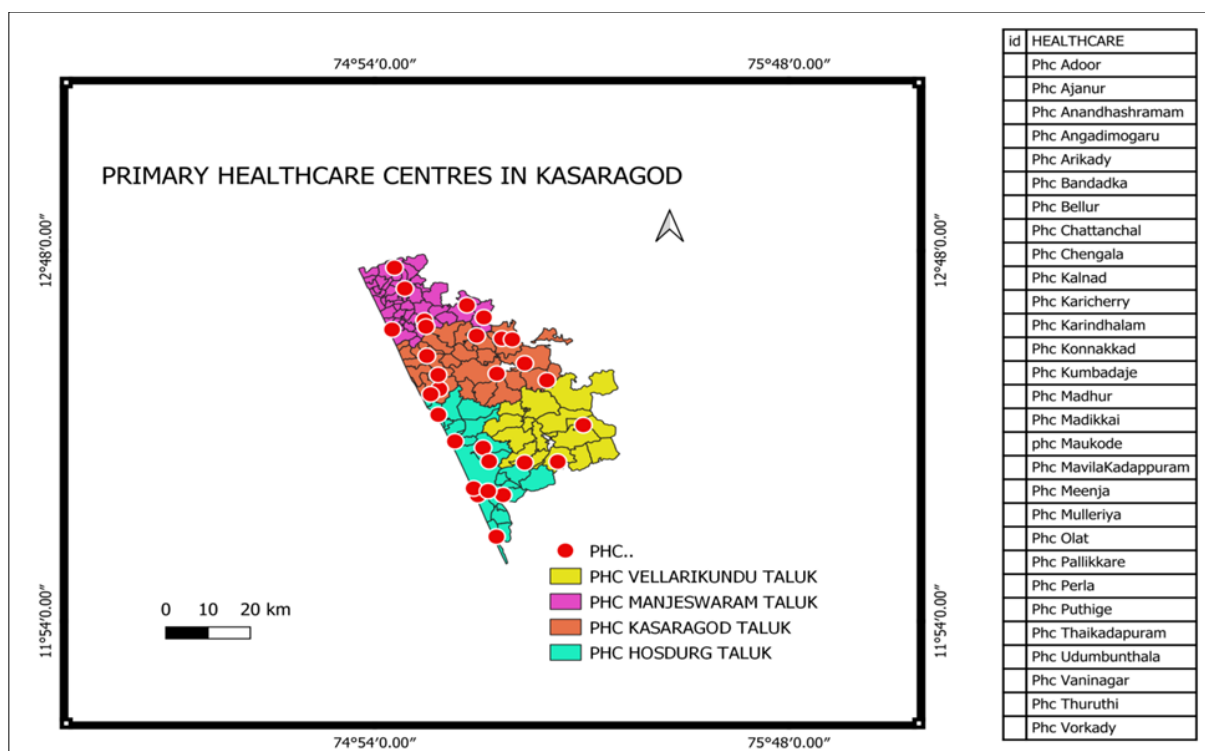 74°54′0.00″ 75°48′0.00″
PRIMARY HEALTHCARE CENTRES IN KASARAGOD
12°48′0.00″ 12°48′0.00″
PHC..
PHC VELLARIKUNDU TALUK
PHC MANJESWARAM TALUK
PHC KASARAGOD TALUK
PHC HOSDURG TALUK
0 10 20 km
11°54′0.00″ 11°54′0.00″
74°54′0.00″ 75°48′0.00″
id HEALTHCARE
Phc Adoor
Phc Ajanur
Phc Anandhashramam
Phc Angadimogaru
Phc Arikady
Phc Bandadka
Phc Bellur
Phc Chattanchal
Phc Chengala
Phc Kalnad
Phc Karicherry
Phc Karindhalam
Phc Konnakkad
Phc Kumbadaje
Phc Madhur
Phc Madikkai
phc Maukode
Phc MavilaKadappuram
Phc Meenja
Phc Mulleriya
Phc Olat
Phc Pallikkare
Phc Perla
Phc Puthige
Phc Thaikadapuram
Phc Udumbunthala
Phc Vaninagar
Phc Thuruthi
Phc Vorkady